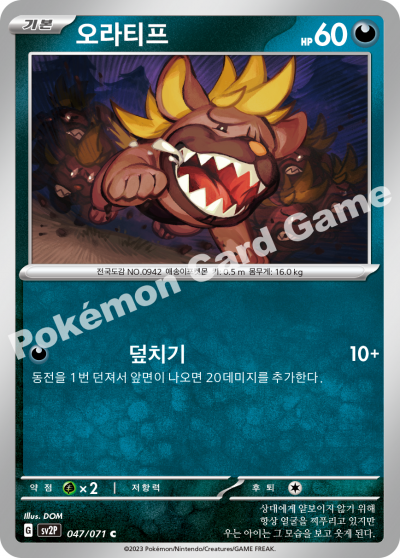 기본 오라티프 HP 60
전국도감 NO.0942 애송이포켓몬 키: 0.5 m 몸무게: 16.0 kg
Pokémon Card Game
덮치기 10+
동전을 1번 던져서 앞면이 나오면 20데미지를 추가한다.
약점 ×2 저항력 후퇴
Illus. DOM
G SV2P 047/071 C
상대에게 얕보이지 않기 위해
항상 얼굴을 찌푸리고 있지만
우는 아이는 그 모습을 보면 웃게 된다.
©2023 Pokémon/Nintendo/Creatures/GAME FREAK.